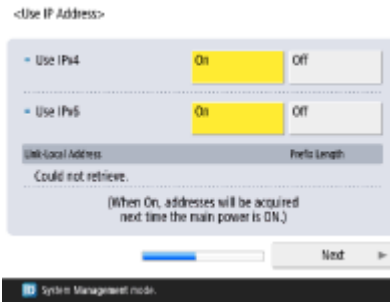 <Use IP Address>
Use IPv4 On Off
Use IPv6 On Off
Link-Local Address Prefix Length
Could not retrieve.
(When On, addresses will be acquired
next time the main power is ON.)
Next
System Management mode.